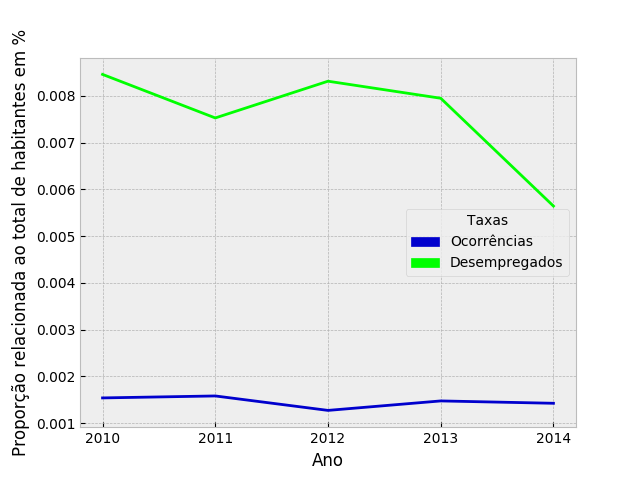 Proporção relacionada ao total de habitantes em %
0.008
0.007
0.006
0.005
0.004
0.003
0.002
0.001
Taxas
Ocorrências
Desempregados
2010 2011 2012 2013 2014
Ano